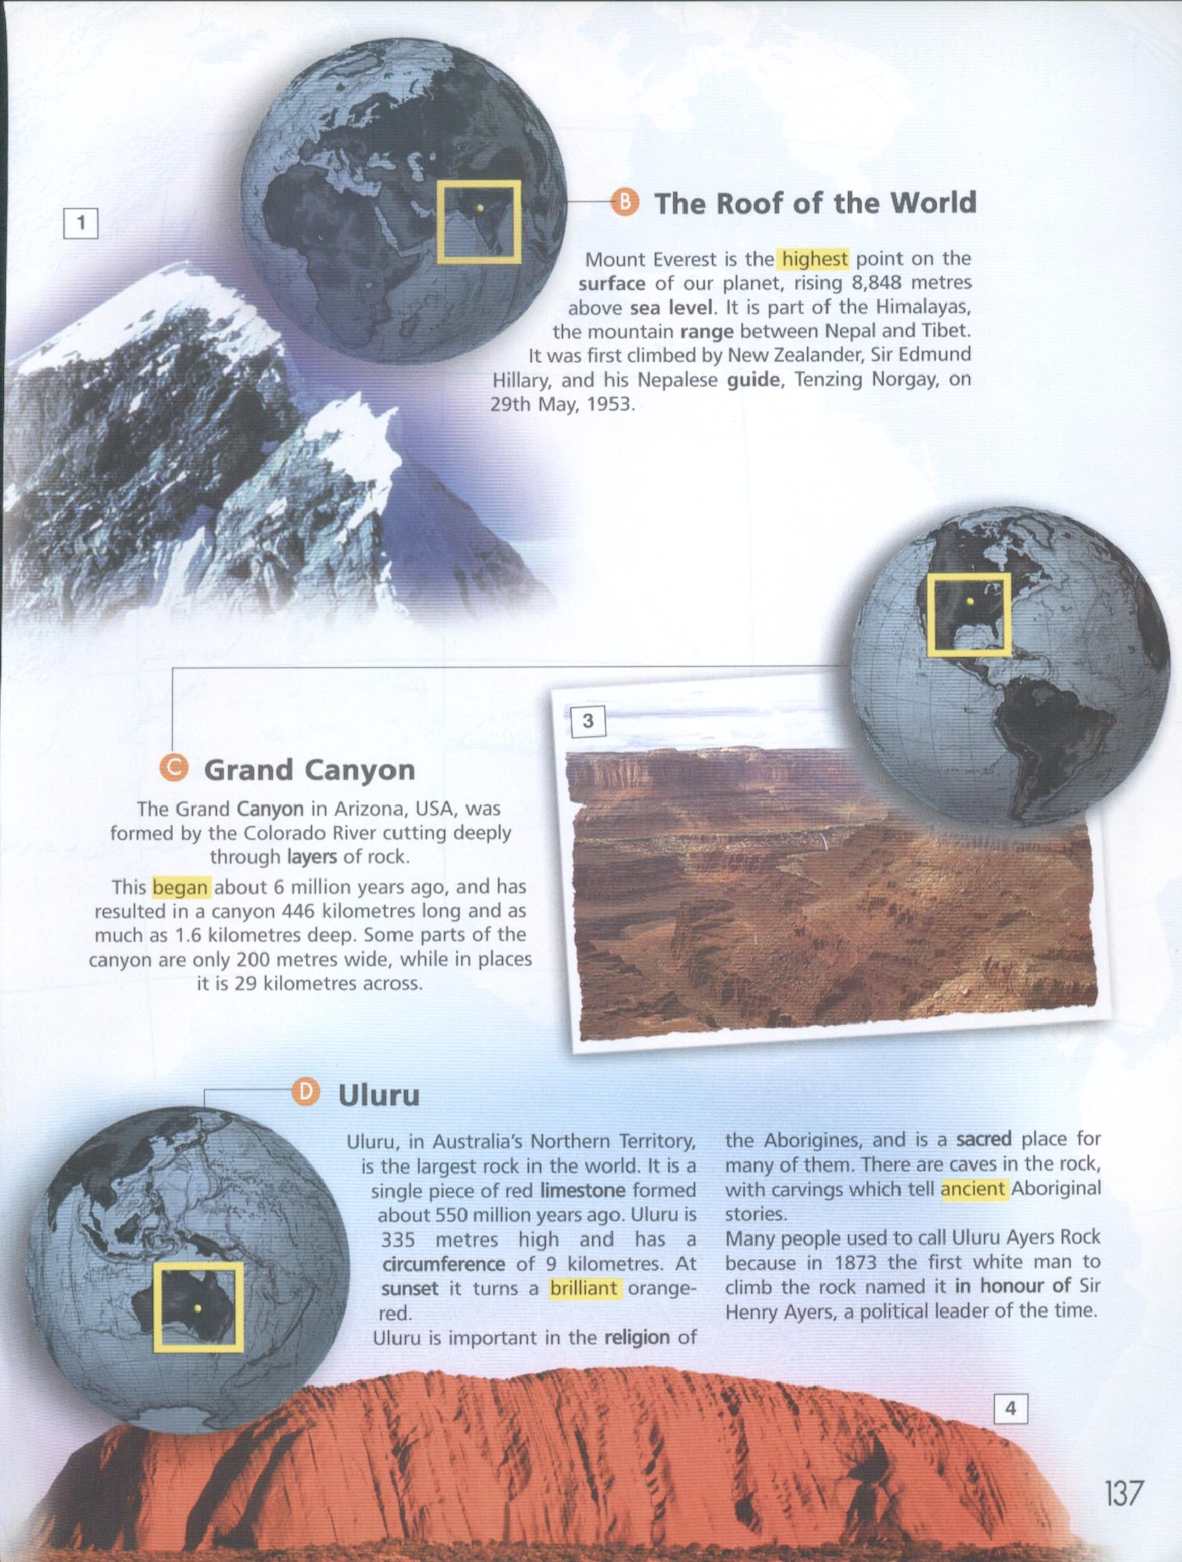 1
B The Roof of the World
Mount Everest is the highest point on the
surface of our planet, rising 8,848 metres
above sea level. It is part of the Himalayas,
the mountain range between Nepal and Tibet.
It was first climbed by New Zealander, Sir Edmund
Hillary, and his Nepalese guide, Tenzing Norgay, on
29th May, 1953.
3
C Grand Canyon
The Grand Canyon in Arizona, USA, was
formed by the Colorado River cutting deeply
through layers of rock.
This began about 6 million years ago, and has
resulted in a canyon 446 kilometres long and as
much as 1.6 kilometres deep. Some parts of the
canyon are only 200 metres wide, while in places
it is 29 kilometres across.
D Uluru
Uluru, in Australia's Northern Territory,
is the largest rock in the world. It is a
single piece of red limestone formed
about 550 million years ago. Uluru is
335 metres high and has a
circumference of 9 kilometres. At
sunset it turns a brilliant orange-
red.
Uluru is important in the religion of
the Aborigines, and is a sacred place for
many of them. There are caves in the rock,
with carvings which tell ancient Aboriginal
stories.
Many people used to call Uluru Ayers Rock
because in 1873 the first white man to
climb the rock named it in honour of Sir
Henry Ayers, a political leader of the time.
4
137